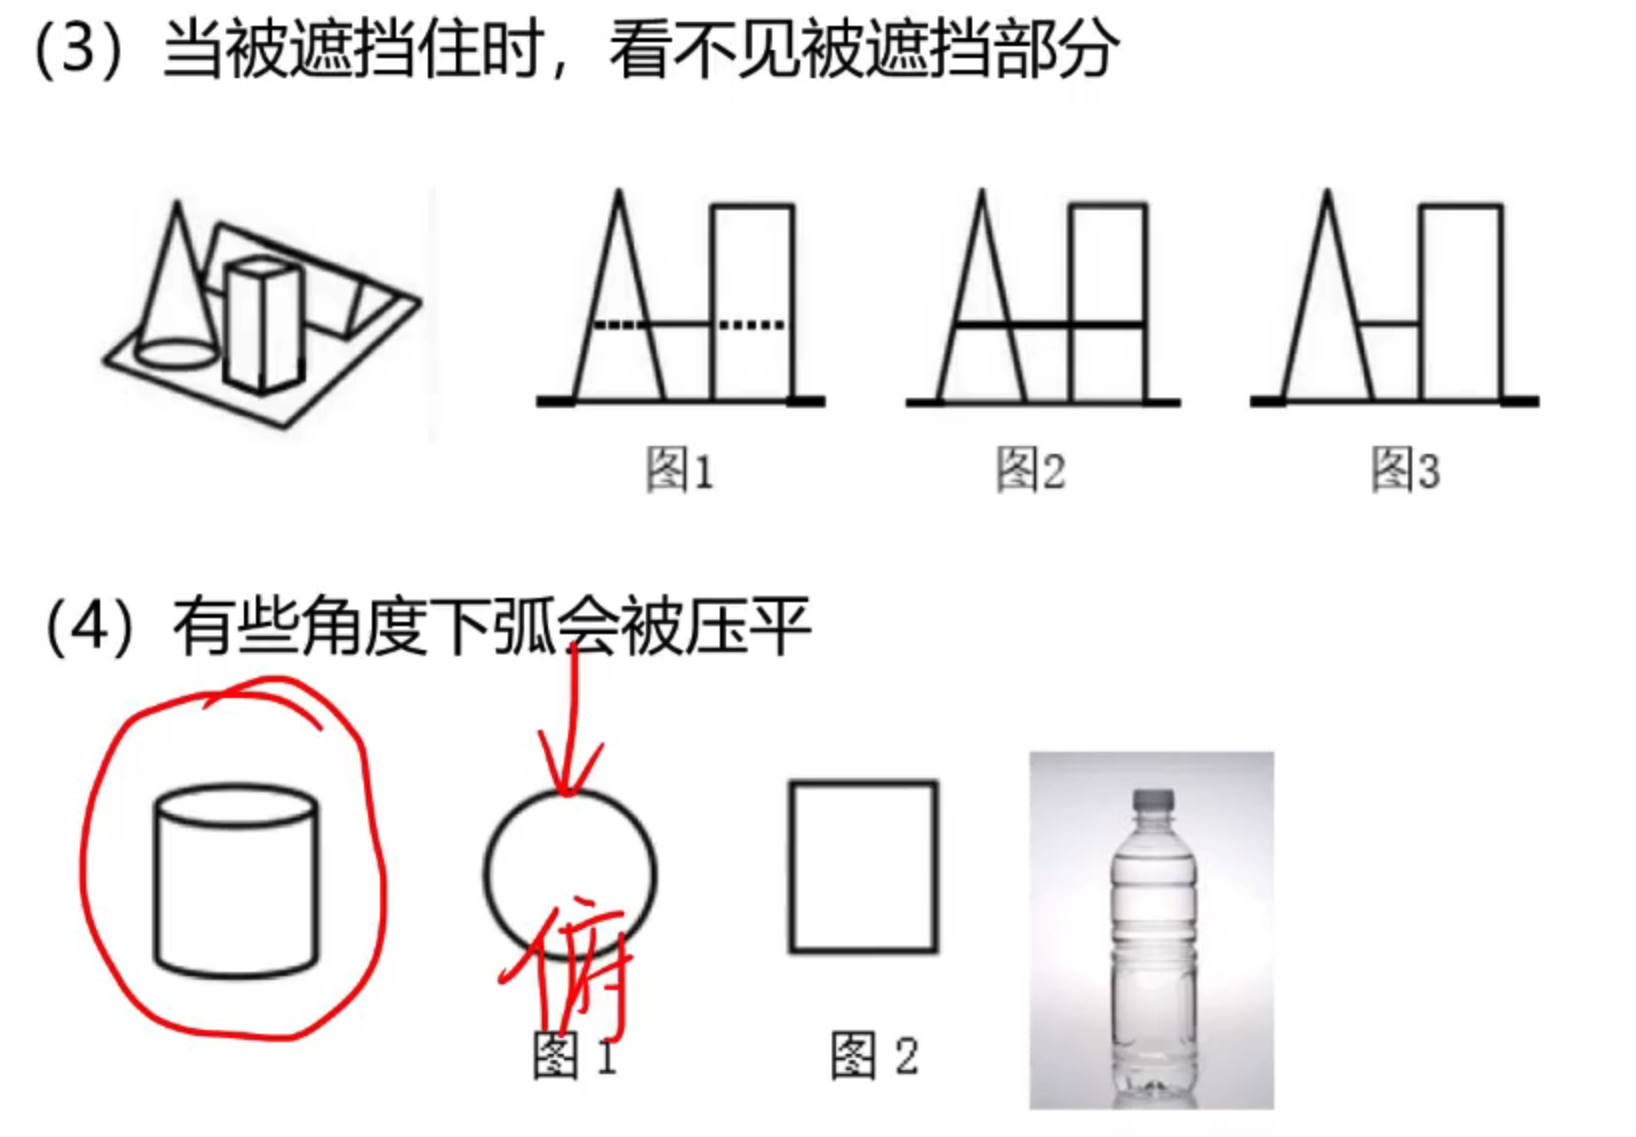 （3）当被遮挡住时，看不见被遮挡部分
图1 图2 图3
（4）有些角度下弧会被压平
俯
图 1 图 2